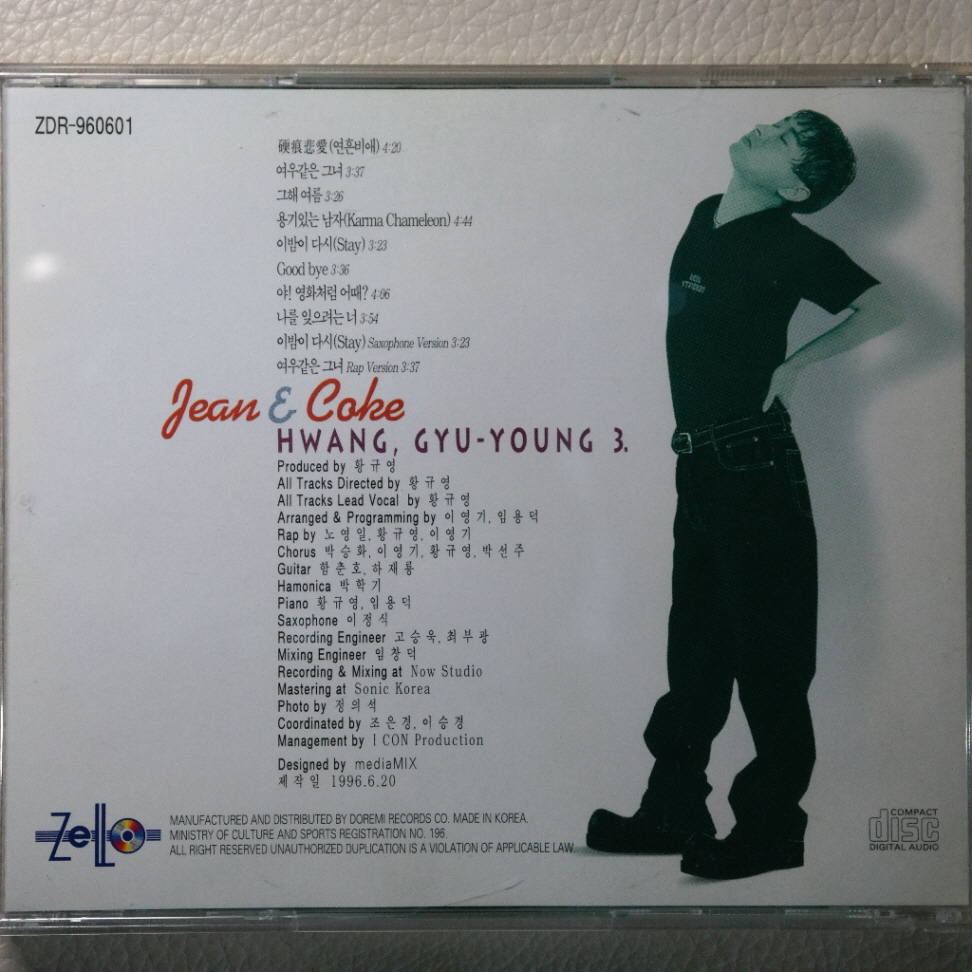 ZDR-960601
硬痕悲愛(연흔비애) 4:20
여우같은 그녀 3:37
그해 여름 3:26
용기있는 남자(Karma Chameleon) 4:44
이밤이 다시(Stay) 3:23
Good bye 3:36
야! 영화처럼 어때? 4:06
나를 잊으려는 너 3:54
이밤이 다시(Stay) Saxophone Version 3:23
여우같은 그녀 Rap Version 3:37
Jean & Coke
HWANG, GYU-YOUNG 3.
Produced by 황규영
All Tracks Directed by 황규영
All Tracks Lead Vocal by 황규영
Arranged & Programming by 이영기, 임용덕
Rap by 노영일, 황규영, 이영기
Chorus 박승화, 이영기, 황규영, 박선주
Guitar 함춘호, 하재룡
Hamonica 박학기
Piano 황규영, 임용덕
Saxophone 이정식
Recording Engineer 고승욱, 최부광
Mixing Engineer 임창덕
Recording & Mixing at Now Studio
Mastering at Sonic Korea
Photo by 정의석
Coordinated by 조은경, 이승경
Management by I CON Production
Designed by mediaMIX
제작일 1996.6.20
ZeLLO
MANUFACTURED AND DISTRIBUTED BY DOREMI RECORDS CO. MADE IN KOREA.
MINISTRY OF CULTURE AND SPORTS REGISTRATION NO. 196.
ALL RIGHT RESERVED UNAUTHORIZED DUPLICATION IS A VIOLATION OF APPLICABLE LAW.
COMPACT
disc
DIGITAL AUDIO